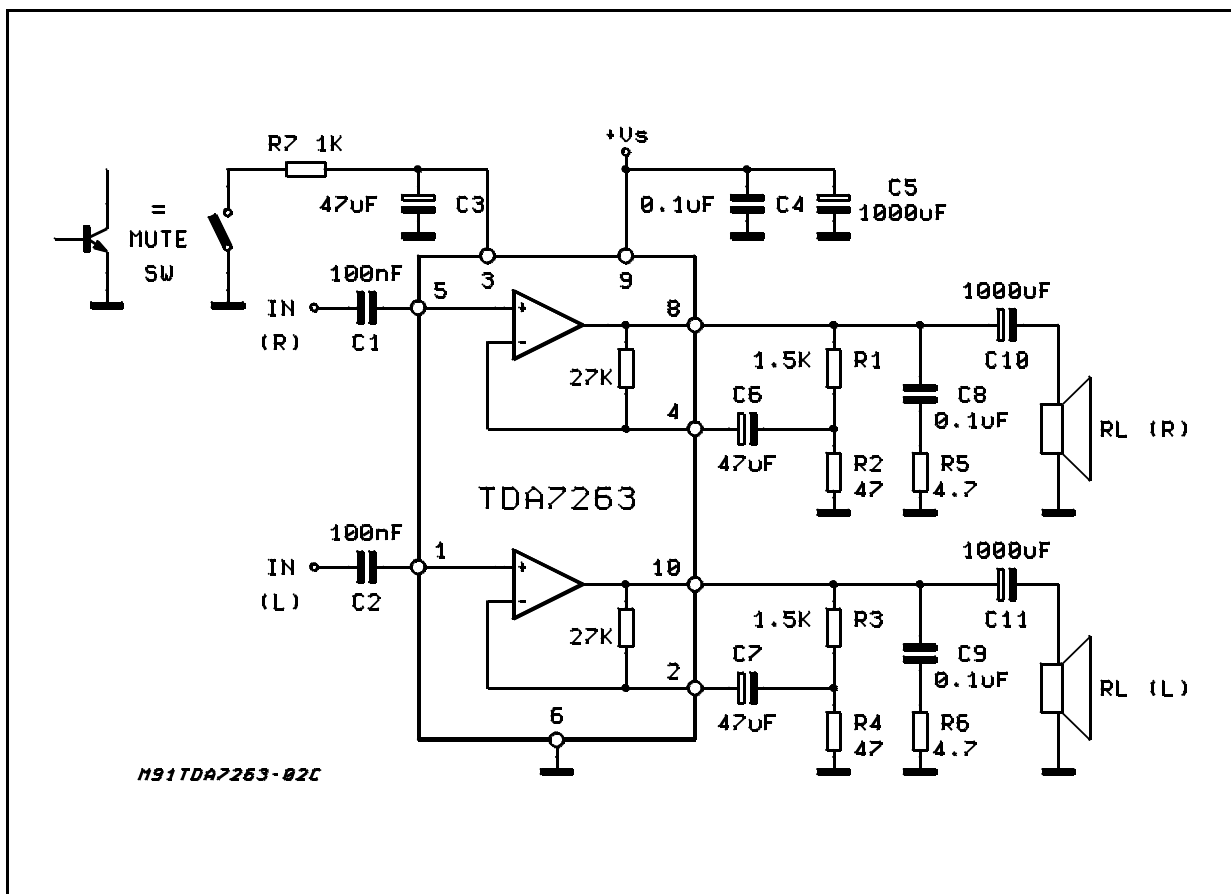 +Vs
R7 1K
47uF
C3
0.1uF
C4
C5
1000uF
=
MUTE
SW
3
9
100nF
IN
(R)
C1
5
8
1000uF
C10
27K
1.5K
R1
C6
4
47uF
C8
0.1uF
RL (R)
R2
47
R5
4.7
TDA7263
100nF
IN
(L)
C2
1
10
1000uF
C11
27K
1.5K
R3
C7
2
47uF
C9
0.1uF
RL (L)
6
R4
47
R6
4.7
M91TDA7263-02C
+
-
+
-